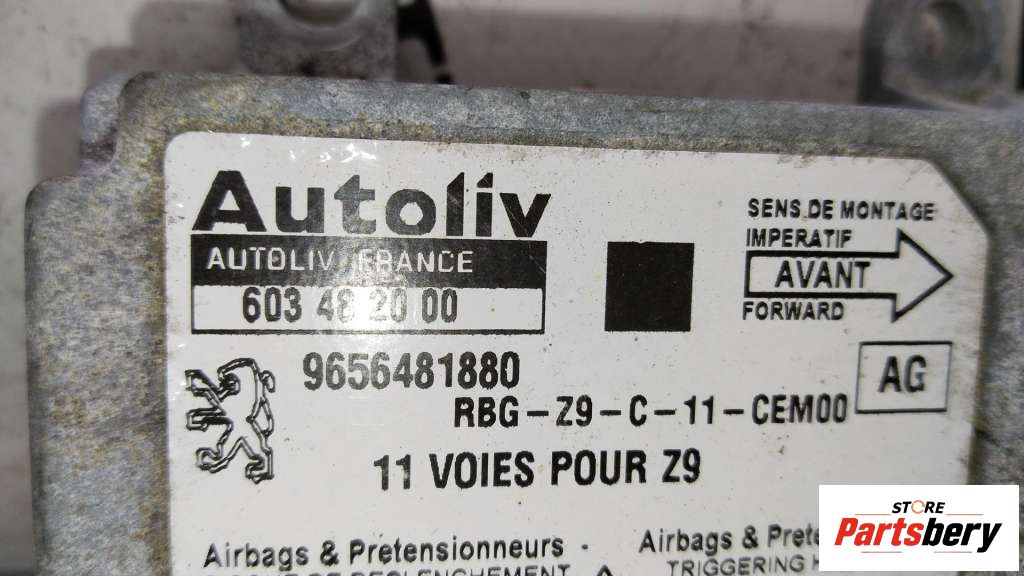 Autoliv
AUTOLIV FRANCE
603 48 20 00
SENS DE MONTAGE
IMPERATIF
AVANT
FORWARD
9656481880
AG
RBG-Z9-C-11-CEM00
11 VOIES POUR Z9
Airbags & Pretensionneurs -
Airbags & Prete
TRIGGERING
STORE
Partsbery